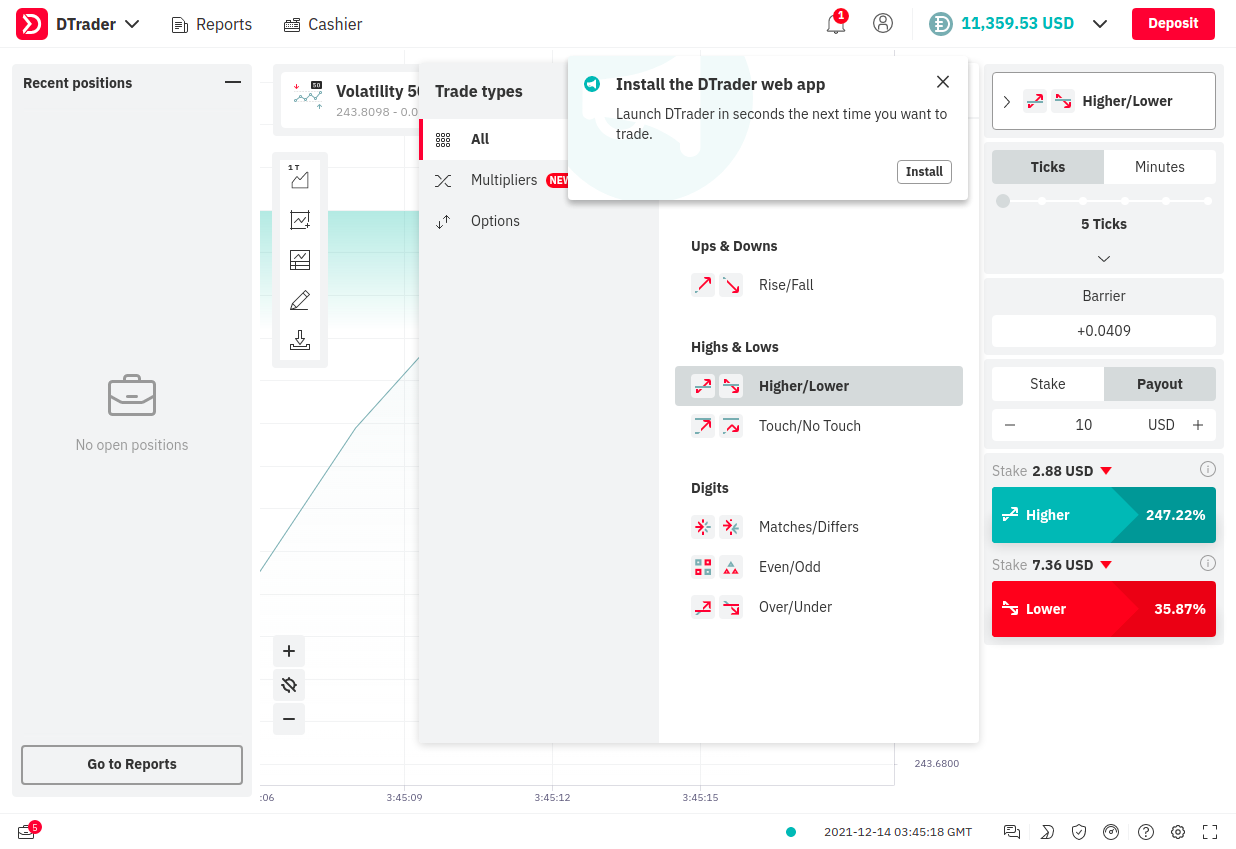 DTrader
Reports
Cashier
1
11,359.53 USD
Deposit
Recent positions
No open positions
Go to Reports
50
Volatility 50
243.8098 - 0.0
1 T
Trade types
All
Multipliers NEW
Options
Install the DTrader web app
Launch DTrader in seconds the next time you want to
trade.
Install
Ups & Downs
Rise/Fall
Highs & Lows
Higher/Lower
Touch/No Touch
Digits
Matches/Differs
Even/Odd
Over/Under
Higher/Lower
Ticks Minutes
5 Ticks
Barrier
+0.0409
Stake Payout
10 USD
Stake 2.88 USD
Higher 247.22%
Stake 7.36 USD
Lower 35.87%
243.6800
:06 3:45:09 3:45:12 3:45:15
5
2021-12-14 03:45:18 GMT